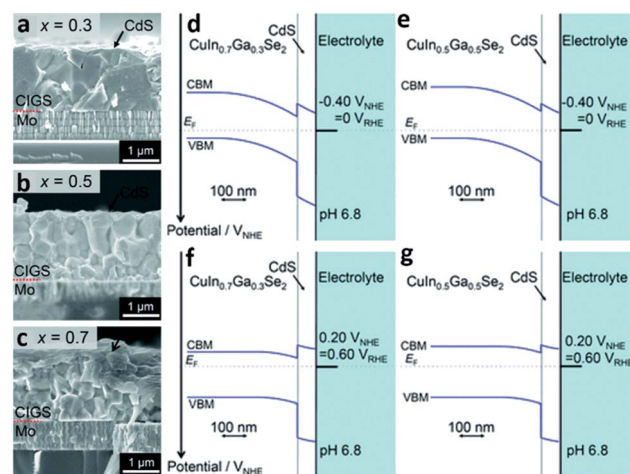 a x = 0.3
CdS
CIGS
Mo
1 µm
b x = 0.5
CdS
CIGS
Mo
1 µm
c x = 0.7
CIGS
Mo
1 µm
d
CdS
CuIn0.7Ga0.3Se2
Electrolyte
CBM
-0.40 VNHE
=0 VRHE
EF
VBM
100 nm
pH 6.8
Potential / VNHE
e
CdS
CuIn0.5Ga0.5Se2
Electrolyte
CBM
-0.40 VNHE
=0 VRHE
EF
VBM
100 nm
pH 6.8
f
CuIn0.7Ga0.3Se2
CdS
Electrolyte
CBM
0.20 VNHE
=0.60 VRHE
EF
VBM
100 nm
pH 6.8
Potential / VNHE
g
CuIn0.5Ga0.5Se2
CdS
Electrolyte
CBM
0.20 VNHE
=0.60 VRHE
EF
VBM
100 nm
pH 6.8